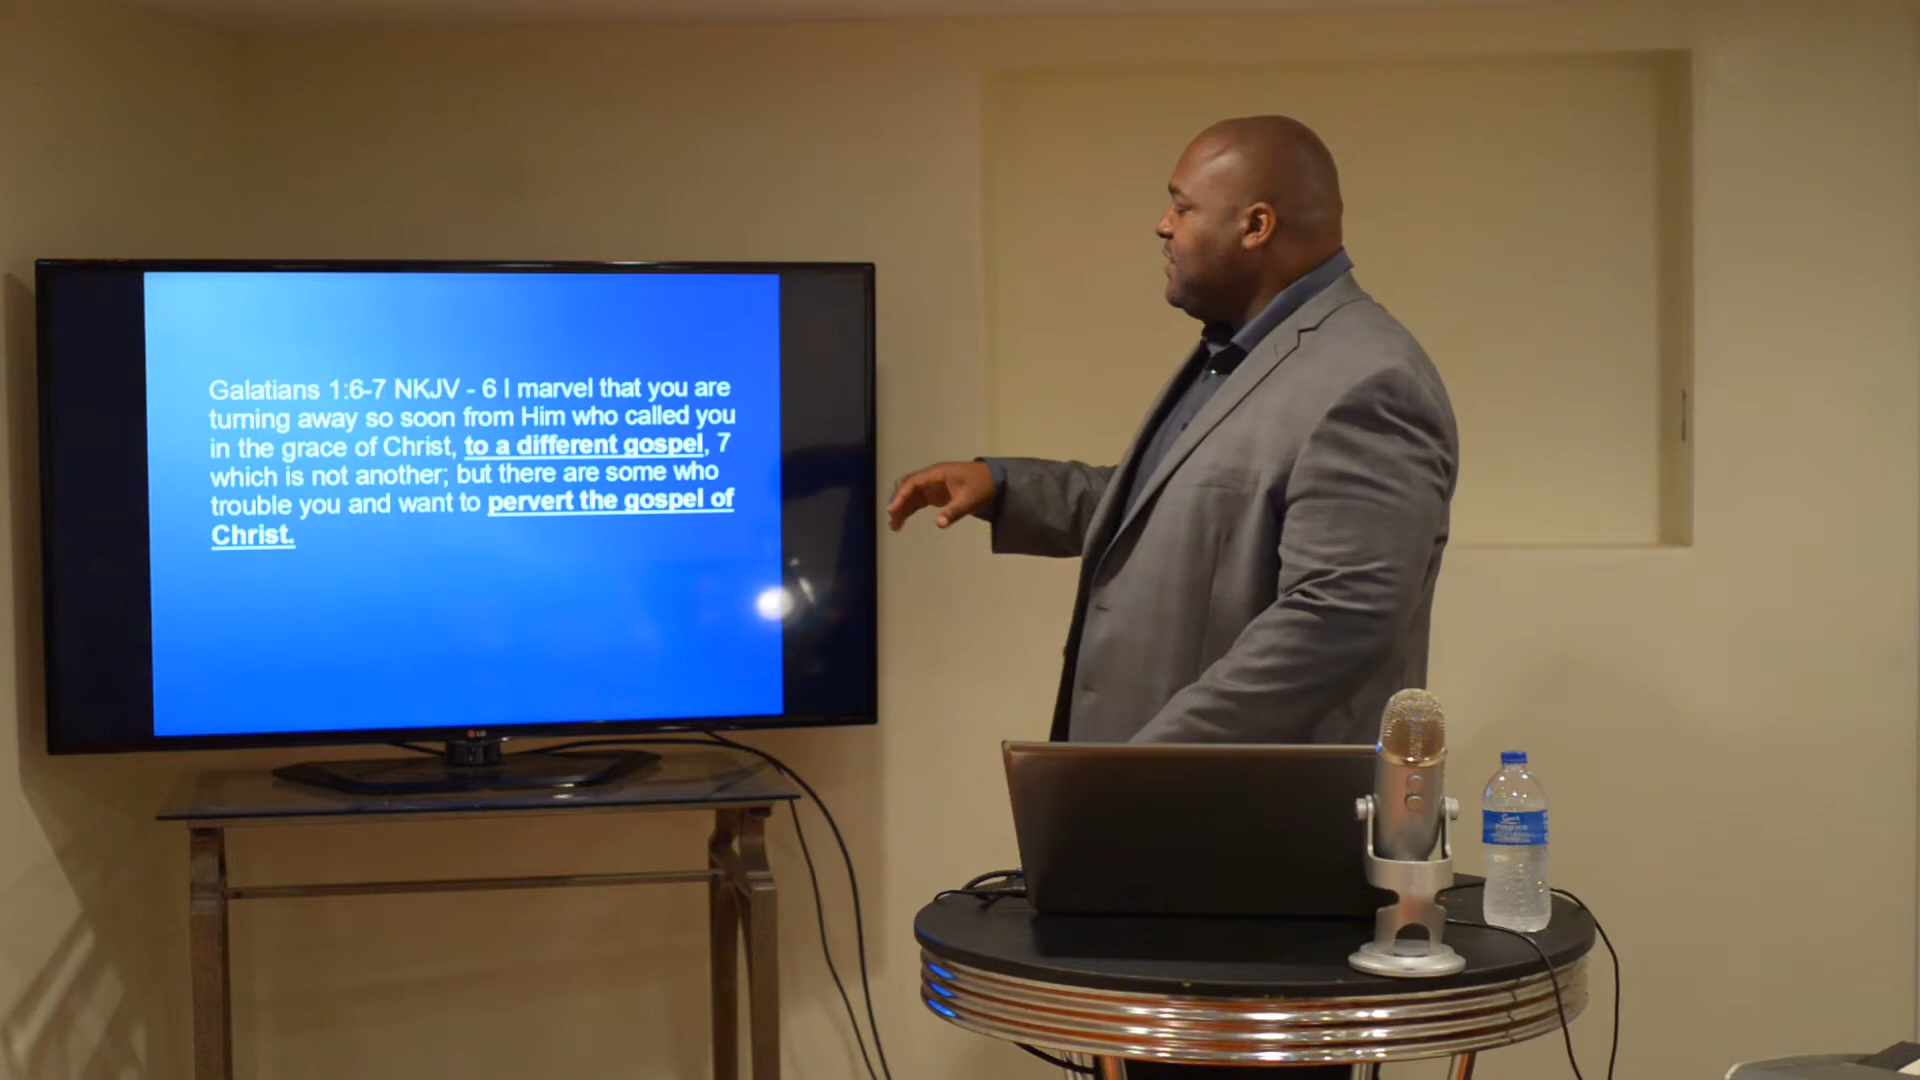 Galatians 1:6-7 NKJV - 6 I marvel that you are
turning away so soon from Him who called you
in the grace of Christ, to a different gospel, 7
which is not another; but there are some who
trouble you and want to pervert the gospel of
Christ.
LG